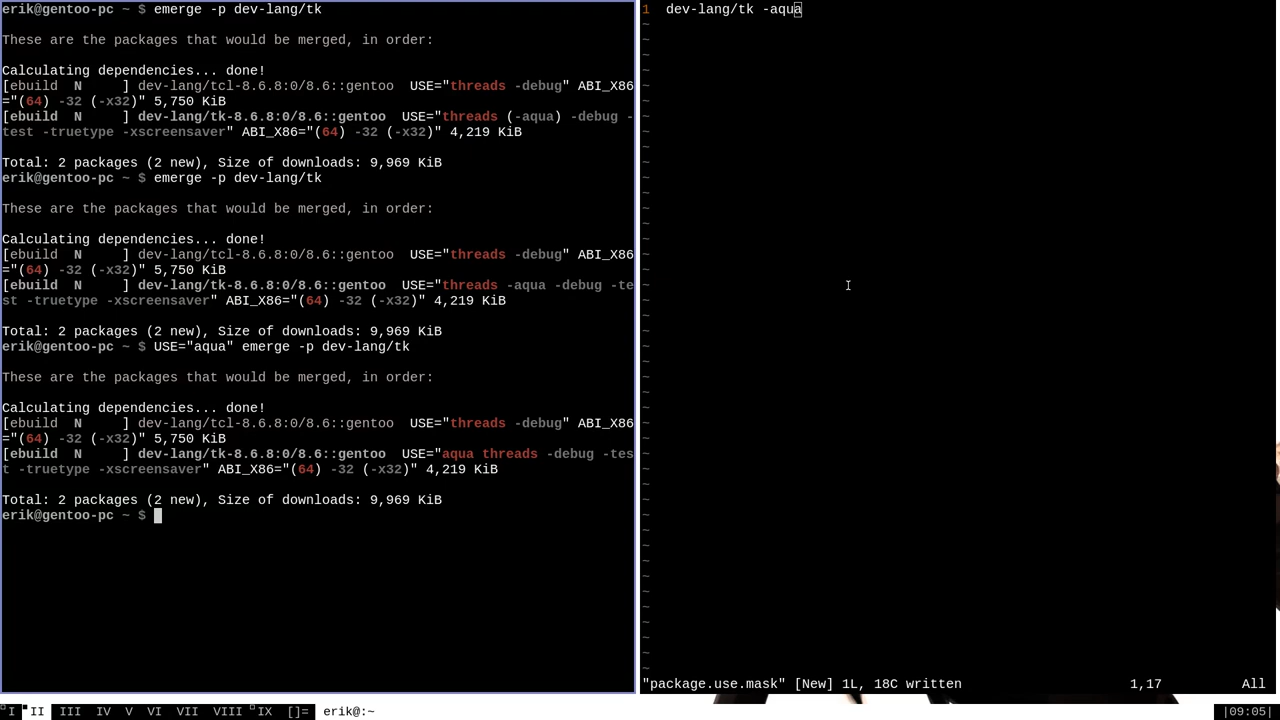 erik@gentoo-pc ~ $ emerge -p dev-lang/tk
These are the packages that would be merged, in order:
Calculating dependencies... done!
[ebuild  N     ] dev-lang/tcl-8.6.8:0/8.6::gentoo  USE="threads -debug" ABI_X86
="(64) -32 (-x32)" 5,750 KiB
[ebuild  N     ] dev-lang/tk-8.6.8:0/8.6::gentoo  USE="threads (-aqua) -debug -
test -truetype -xscreensaver" ABI_X86="(64) -32 (-x32)" 4,219 KiB
Total: 2 packages (2 new), Size of downloads: 9,969 KiB
erik@gentoo-pc ~ $ emerge -p dev-lang/tk
These are the packages that would be merged, in order:
Calculating dependencies... done!
[ebuild  N     ] dev-lang/tcl-8.6.8:0/8.6::gentoo  USE="threads -debug" ABI_X86
="(64) -32 (-x32)" 5,750 KiB
[ebuild  N     ] dev-lang/tk-8.6.8:0/8.6::gentoo  USE="threads -aqua -debug -te
st -truetype -xscreensaver" ABI_X86="(64) -32 (-x32)" 4,219 KiB
Total: 2 packages (2 new), Size of downloads: 9,969 KiB
erik@gentoo-pc ~ $ USE="aqua" emerge -p dev-lang/tk
These are the packages that would be merged, in order:
Calculating dependencies... done!
[ebuild  N     ] dev-lang/tcl-8.6.8:0/8.6::gentoo  USE="threads -debug" ABI_X86
="(64) -32 (-x32)" 5,750 KiB
[ebuild  N     ] dev-lang/tk-8.6.8:0/8.6::gentoo  USE="aqua threads -debug -tes
t -truetype -xscreensaver" ABI_X86="(64) -32 (-x32)" 4,219 KiB
Total: 2 packages (2 new), Size of downloads: 9,969 KiB
erik@gentoo-pc ~ $
1  dev-lang/tk -aqua
"package.use.mask" [New] 1L, 18C written 1,17 All
I II III IV V VI VII VIII IX []= erik@:~ |09:05|